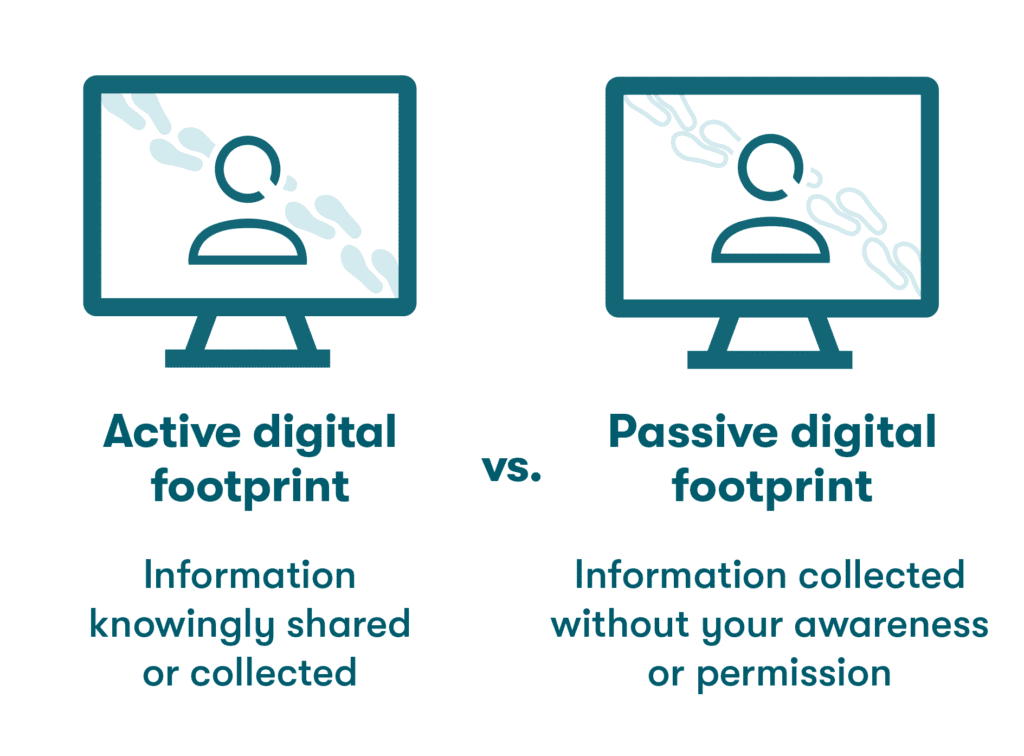 Active digital
footprint
vs.
Passive digital
footprint
Information
knowingly shared
or collected
Information collected
without your awareness
or permission